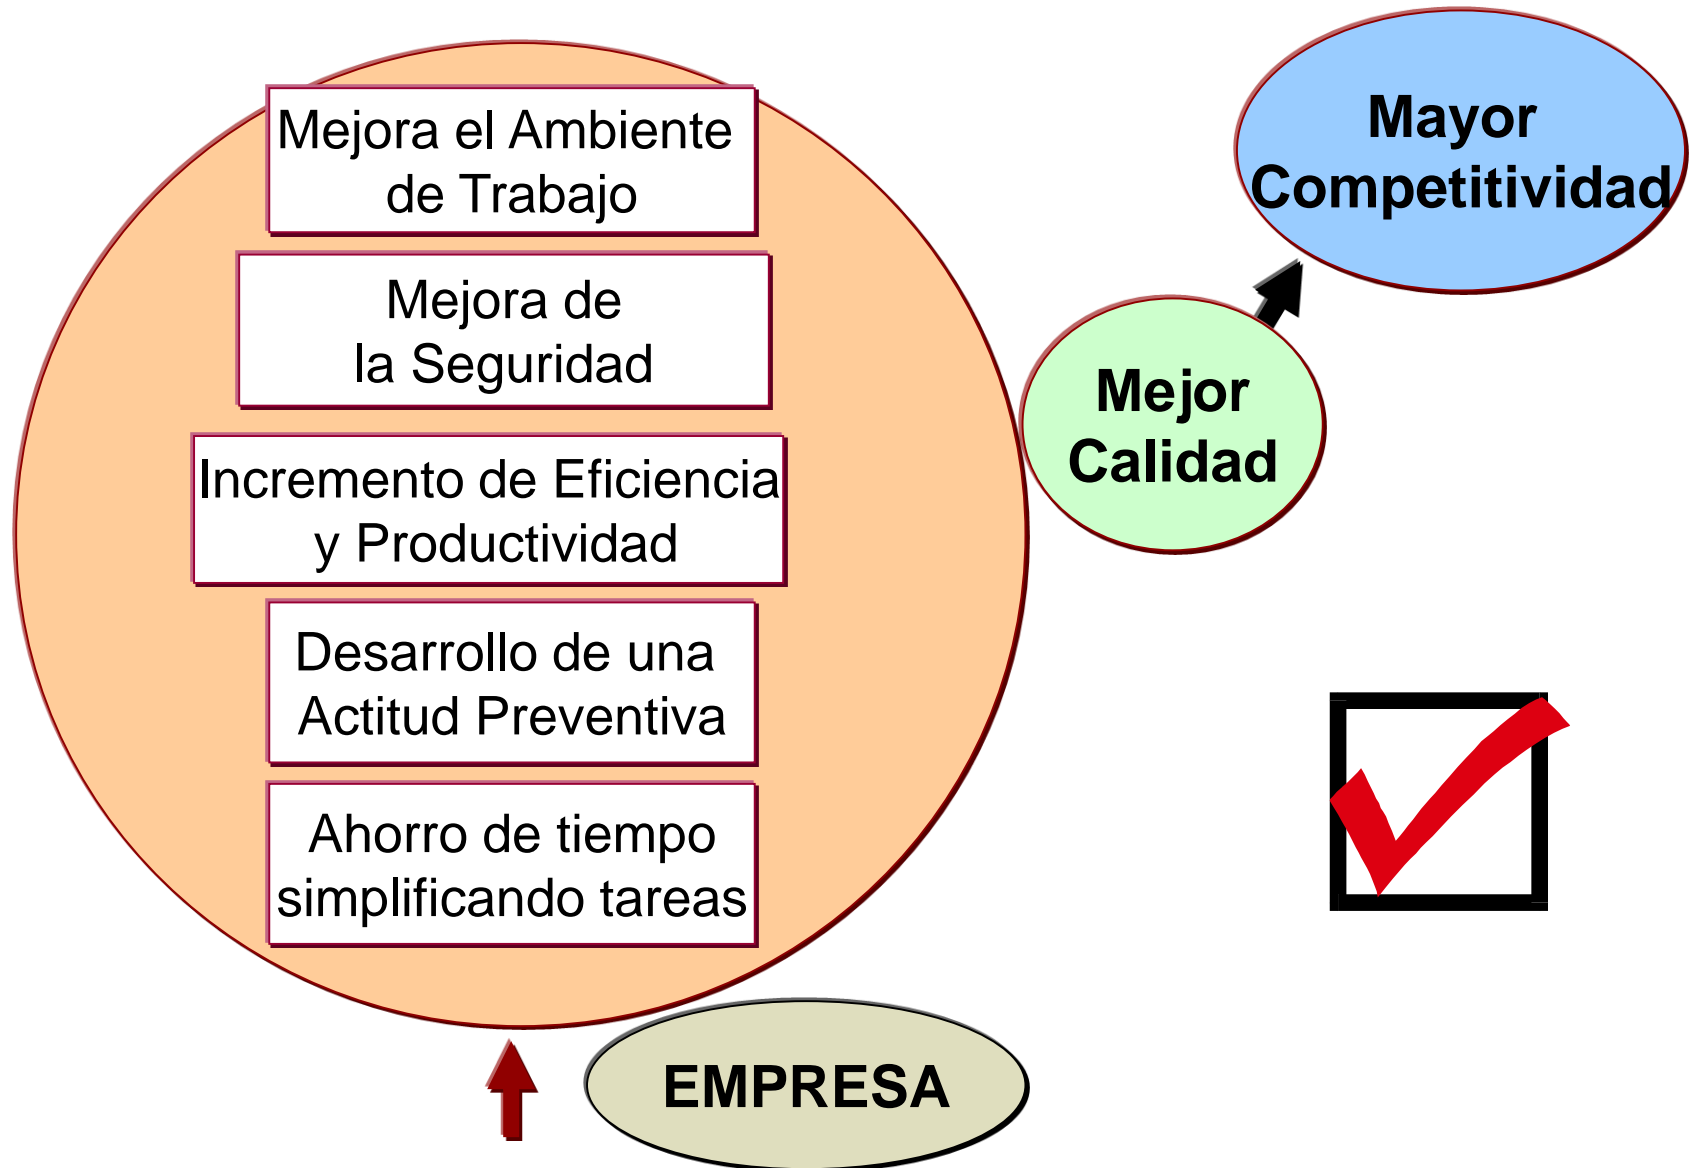 Mejora el Ambiente
de Trabajo
Mejora de
la Seguridad
Incremento de Eficiencia
y Productividad
Desarrollo de una
Actitud Preventiva
Ahorro de tiempo
simplificando tareas
EMPRESA
Mejor
Calidad
Mayor
Competitividad